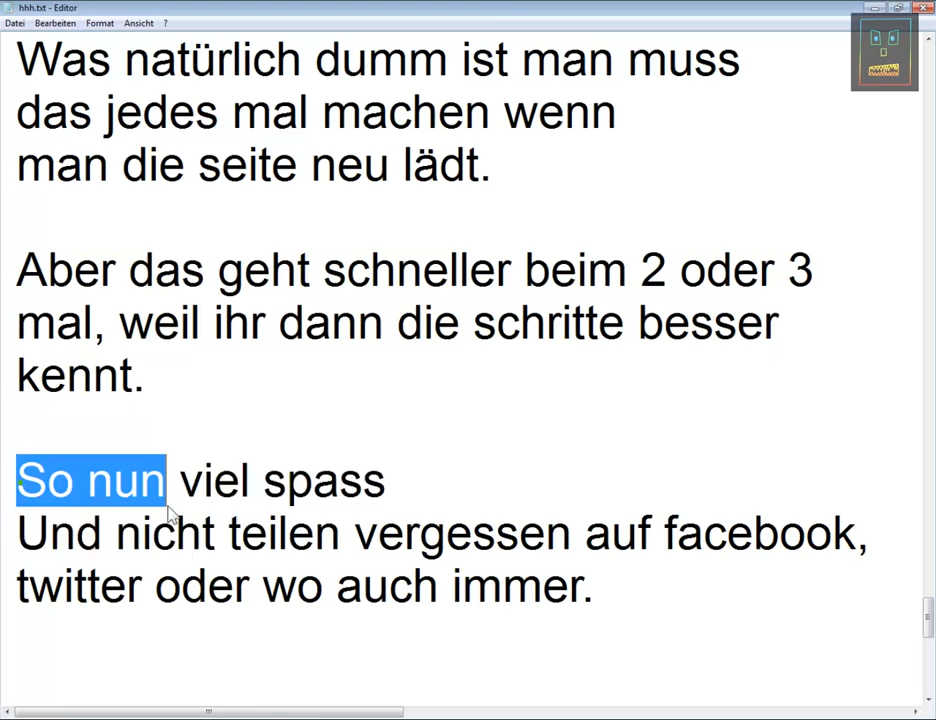 hhh.txt - Editor
Datei Bearbeiten Format Ansicht ?
Was natürlich dumm ist man muss
das jedes mal machen wenn
man die seite neu lädt.
Aber das geht schneller beim 2 oder 3
mal, weil ihr dann die schritte besser
kennt.
So nun viel spass
Und nicht teilen vergessen auf facebook,
twitter oder wo auch immer.